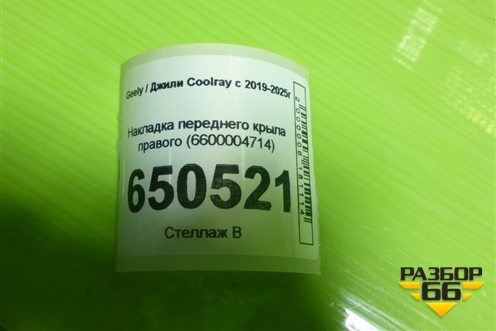 Geely / Джили Coolray с 2019-2025г
Накладка переднего крыла
правого (6600004714)
650521
Стеллаж В
РАЗБОР
66